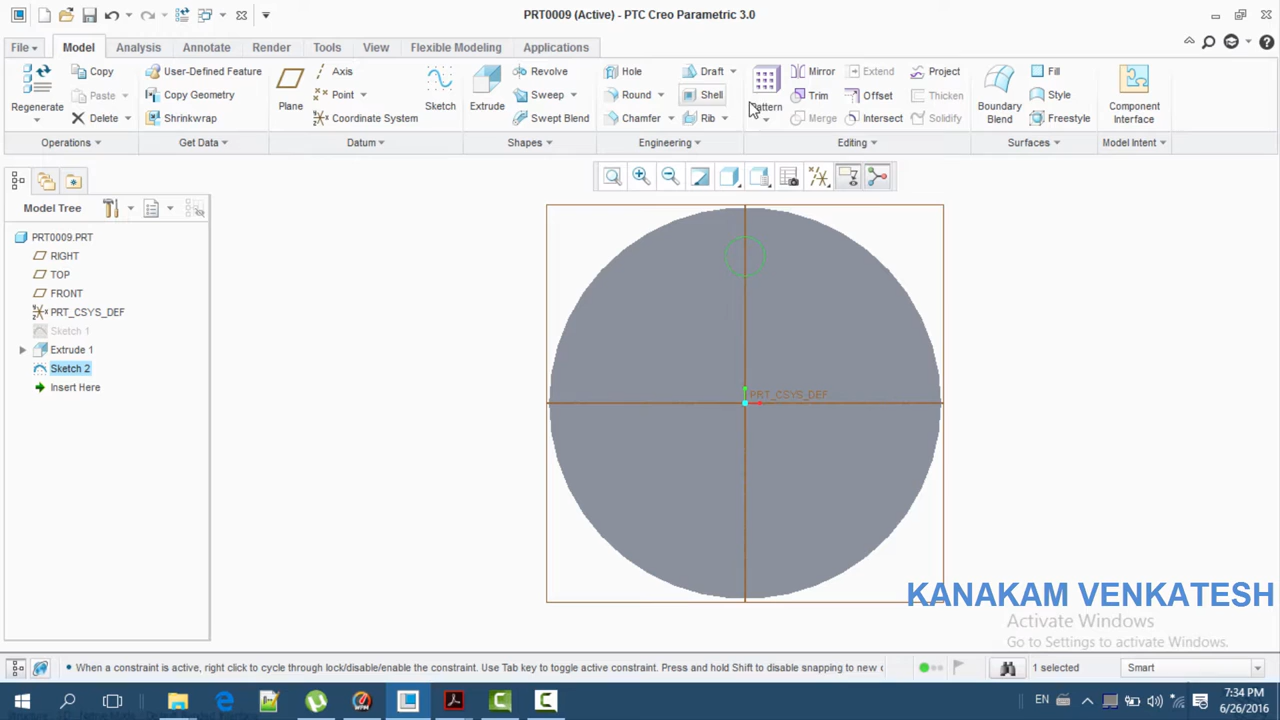 PRT0009 (Active) - PTC Creo Parametric 3.0
File Model Analysis Annotate Render Tools View Flexible Modeling Applications
Regenerate
Copy
Paste
Delete
Operations
User-Defined Feature
Copy Geometry
Shrinkwrap
Get Data
Plane
Axis
Point
Coordinate System
Sketch
Datum
Extrude
Revolve
Sweep
Swept Blend
Shapes
Hole
Round
Chamfer
Draft
Shell
Rib
Engineering
Pattern
Mirror
Trim
Merge
Extend
Offset
Intersect
Project
Thicken
Solidify
Editing
Boundary
Blend
Fill
Style
Freestyle
Surfaces
Component
Interface
Model Intent
Model Tree
PRT0009.PRT
RIGHT
TOP
FRONT
PRT_CSYS_DEF
Sketch 1
Extrude 1
Sketch 2
Insert Here
PRT_CSYS_DEF
KANAKAM VENKATESH
Activate Windows
Go to Settings to activate Windows.
When a constraint is active, right click to cycle through lock/disable/enable the constraint. Use Tab key to toggle active constraint. Press and hold Shift to disable snapping to new
1 selected
Smart
EN
7:34 PM
6/26/2016